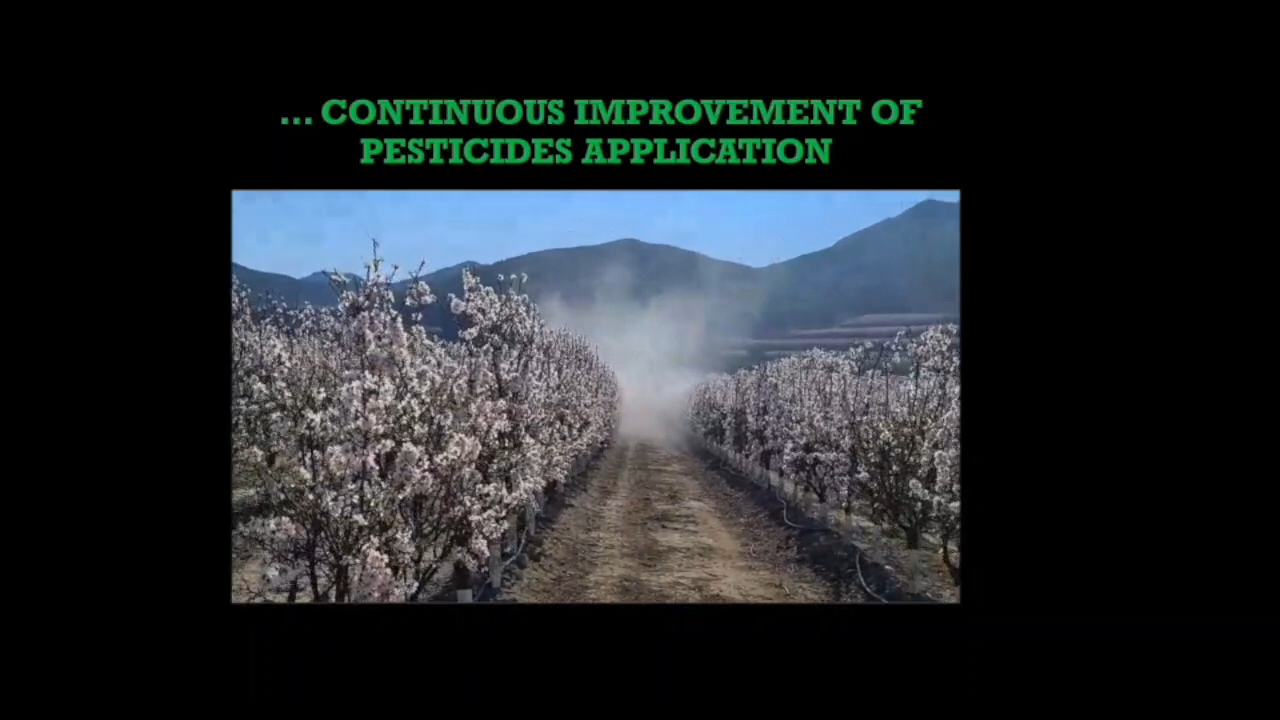 ... CONTINUOUS IMPROVEMENT OF
PESTICIDES APPLICATION